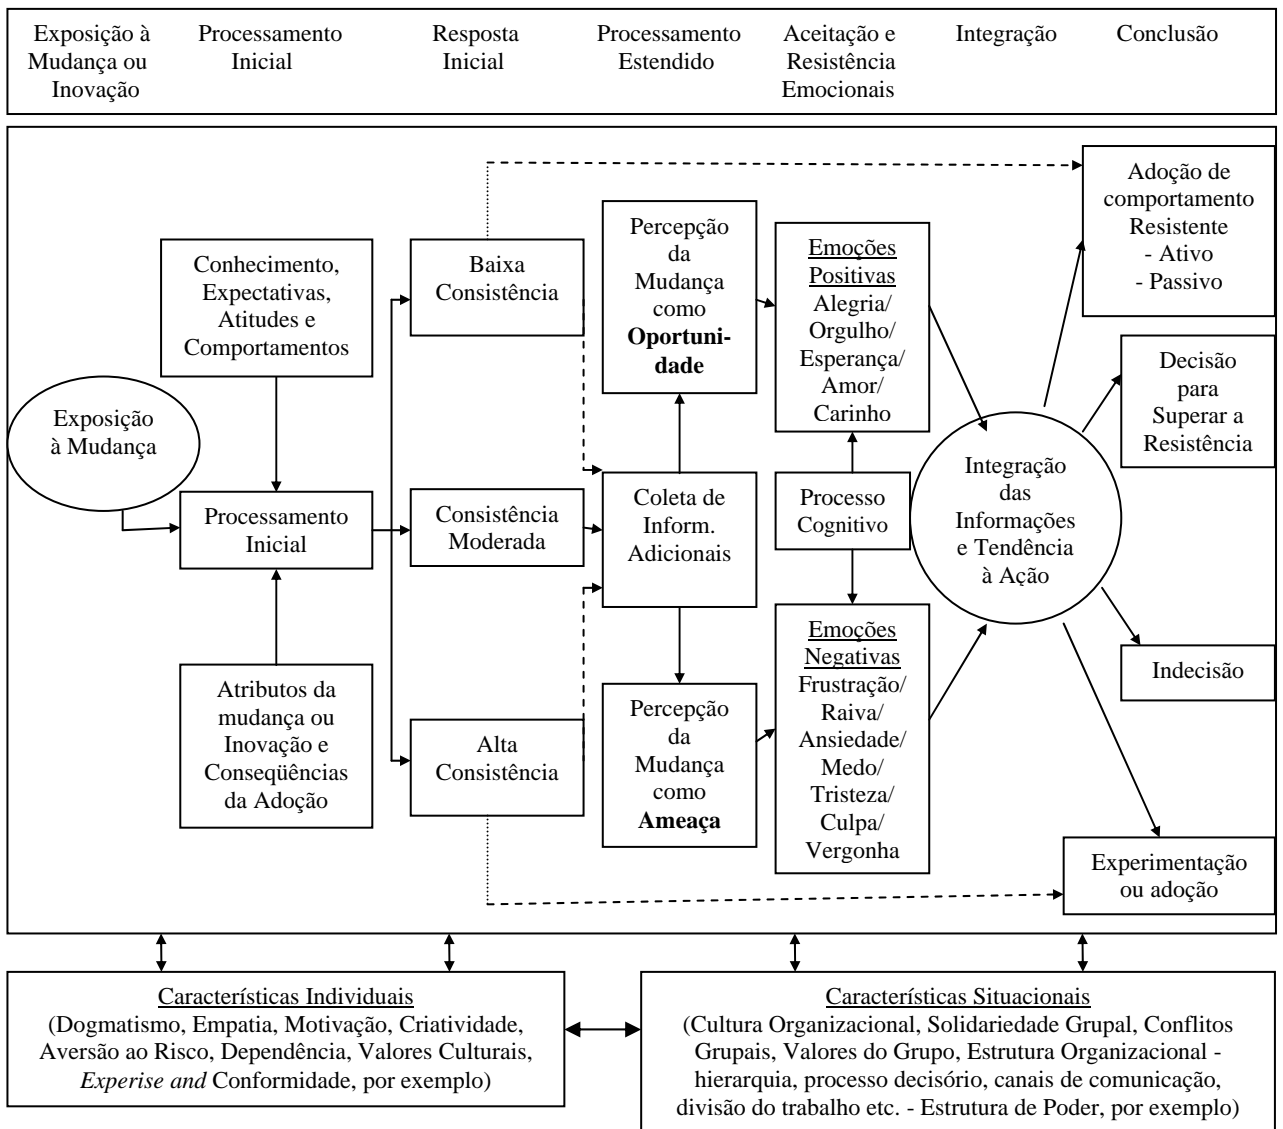 Exposição à
Mudança ou
Inovação
Processamento
Inicial
Resposta
Inicial
Processamento
Estendido
Aceitação e
Resistência
Emocionais
Integração
Conclusão
Exposição
à Mudança
Conhecimento,
Expectativas,
Atitudes e
Comportamentos
Processamento
Inicial
Atributos da
mudança ou
Inovação e
Conseqüências
da Adoção
Baixa
Consistência
Consistência
Moderada
Alta
Consistência
Percepção
da
Mudança
como
Oportuni-
dade
Coleta de
Inform.
Adicionais
Percepção
da
Mudança
como
Ameaça
Emoções
Positivas
Alegria/
Orgulho/
Esperança/
Amor/
Carinho
Processo
Cognitivo
Emoções
Negativas
Frustração/
Raiva/
Ansiedade/
Medo/
Tristeza/
Culpa/
Vergonha
Integração
das
Informações
e Tendência
à Ação
Adoção de
comportamento
Resistente
- Ativo
- Passivo
Decisão
para
Superar a
Resistência
Indecisão
Experimentação
ou adoção
Características Individuais
(Dogmatismo, Empatia, Motivação, Criatividade,
Aversão ao Risco, Dependência, Valores Culturais,
Experise and Conformidade, por exemplo)
Características Situacionais
(Cultura Organizacional, Solidariedade Grupal, Conflitos
Grupais, Valores do Grupo, Estrutura Organizacional -
hierarquia, processo decisório, canais de comunicação,
divisão do trabalho etc. - Estrutura de Poder, por exemplo)